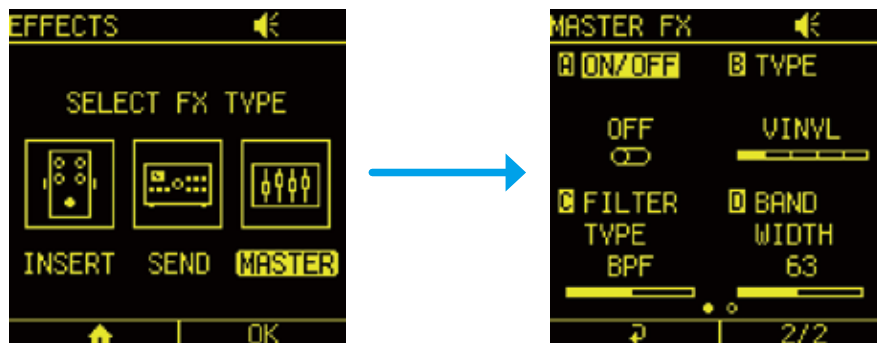 EFFECTS
SELECT FX TYPE
INSERT SEND MASTER
OK
MASTER FX
A ON/OFF B TYPE
OFF VINYL
C FILTER D BAND
TYPE WIDTH
BPF 63
2/2